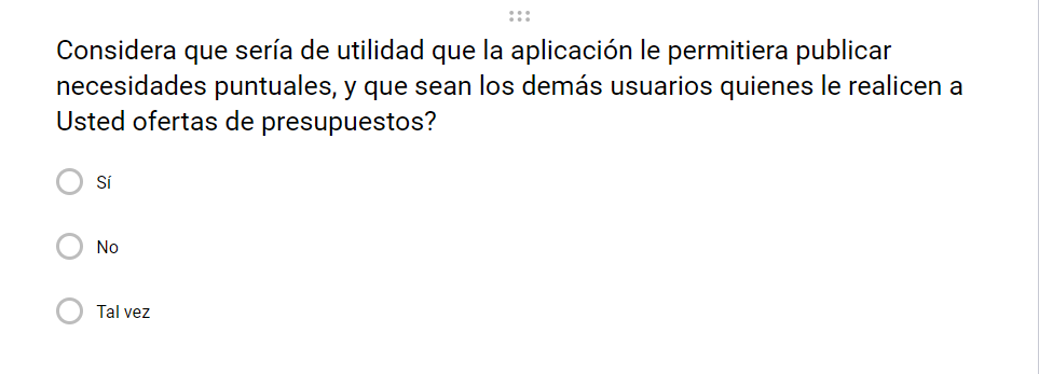 Considera que sería de utilidad que la aplicación le permitiera publicar
necesidades puntuales, y que sean los demás usuarios quienes le realicen a
Usted ofertas de presupuestos?
Sí
No
Tal vez